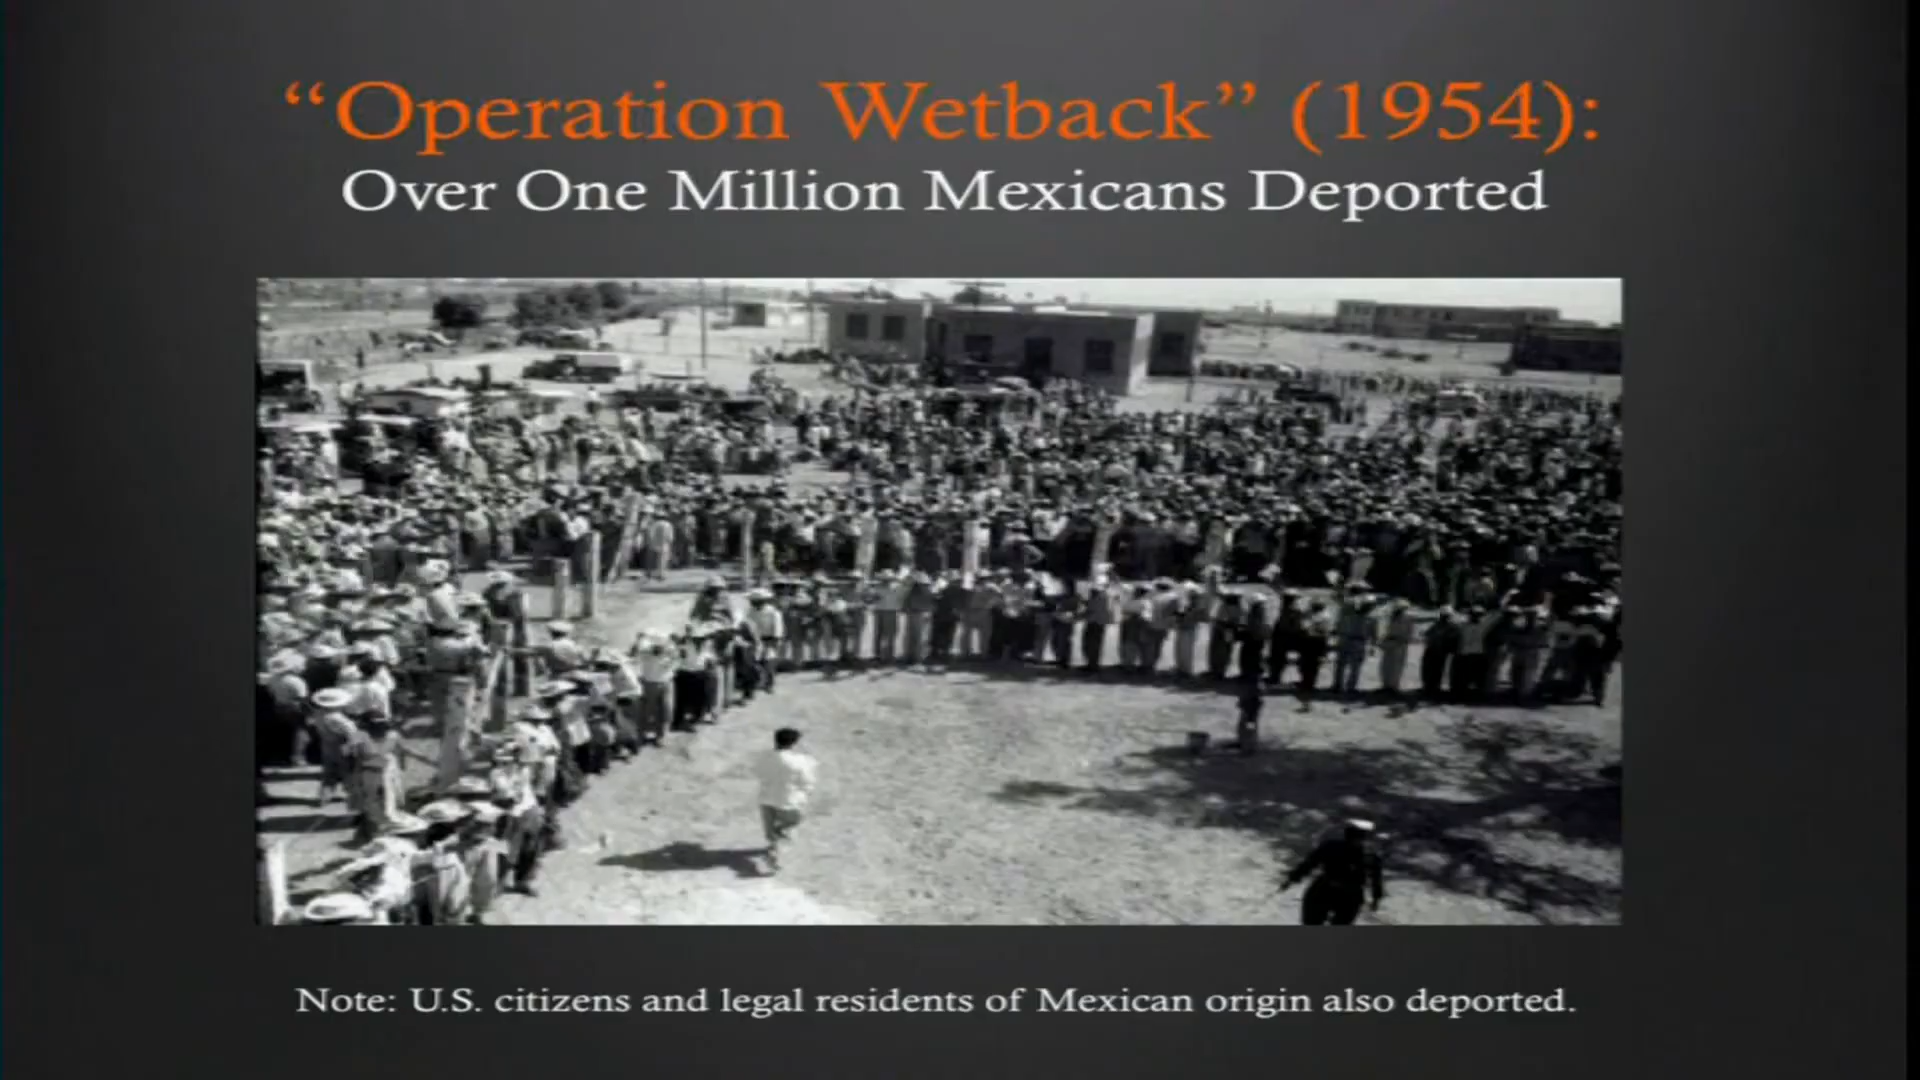 “Operation Wetback” (1954):
Over One Million Mexicans Deported
Note: U.S. citizens and legal residents of Mexican origin also deported.